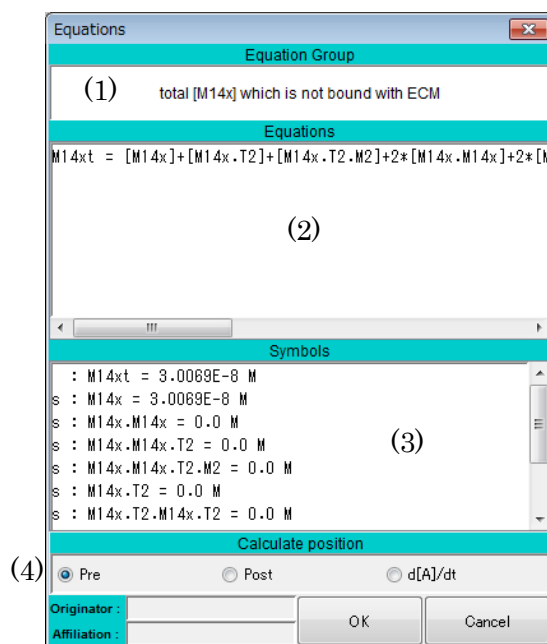 Equations
Equation Group
(1)
total [M14x] which is not bound with ECM
Equations
M14xt = [M14x]+[M14x.T2]+[M14x.T2.M2]+2*[M14x.M14x]+2*[M
(2)
Symbols
: M14xt = 3.0069E-8 M
s : M14x = 3.0069E-8 M
s : M14x.M14x = 0.0 M
s : M14x.M14x.T2 = 0.0 M
(3)
s : M14x.M14x.T2.M2 = 0.0 M
s : M14x.T2 = 0.0 M
s : M14x.T2.M14x.T2 = 0.0 M
Calculate position
(4)
Pre Post d[A]/dt
Originator :
Affiliation :
OK Cancel